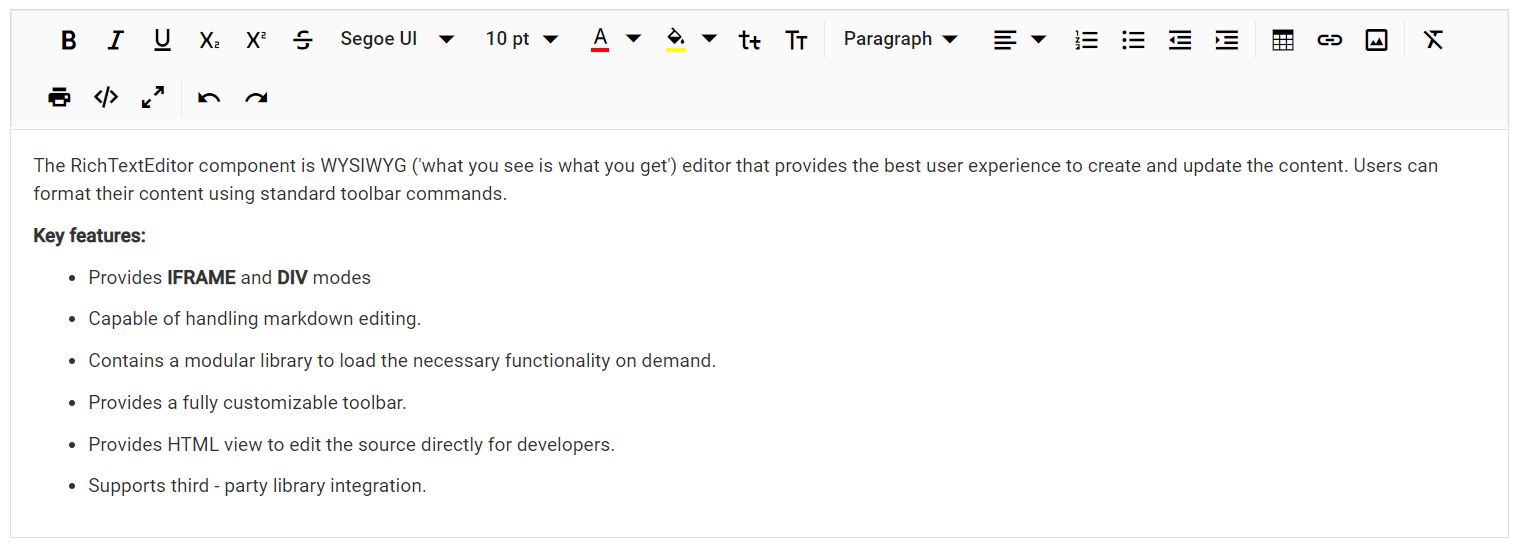 B I U X₂ X² S Segoe UI 10 pt A tt TT Paragraph
The RichTextEditor component is WYSIWYG ('what you see is what you get') editor that provides the best user experience to create and update the content. Users can
format their content using standard toolbar commands.
Key features:
• Provides IFRAME and DIV modes
• Capable of handling markdown editing.
• Contains a modular library to load the necessary functionality on demand.
• Provides a fully customizable toolbar.
• Provides HTML view to edit the source directly for developers.
• Supports third - party library integration.